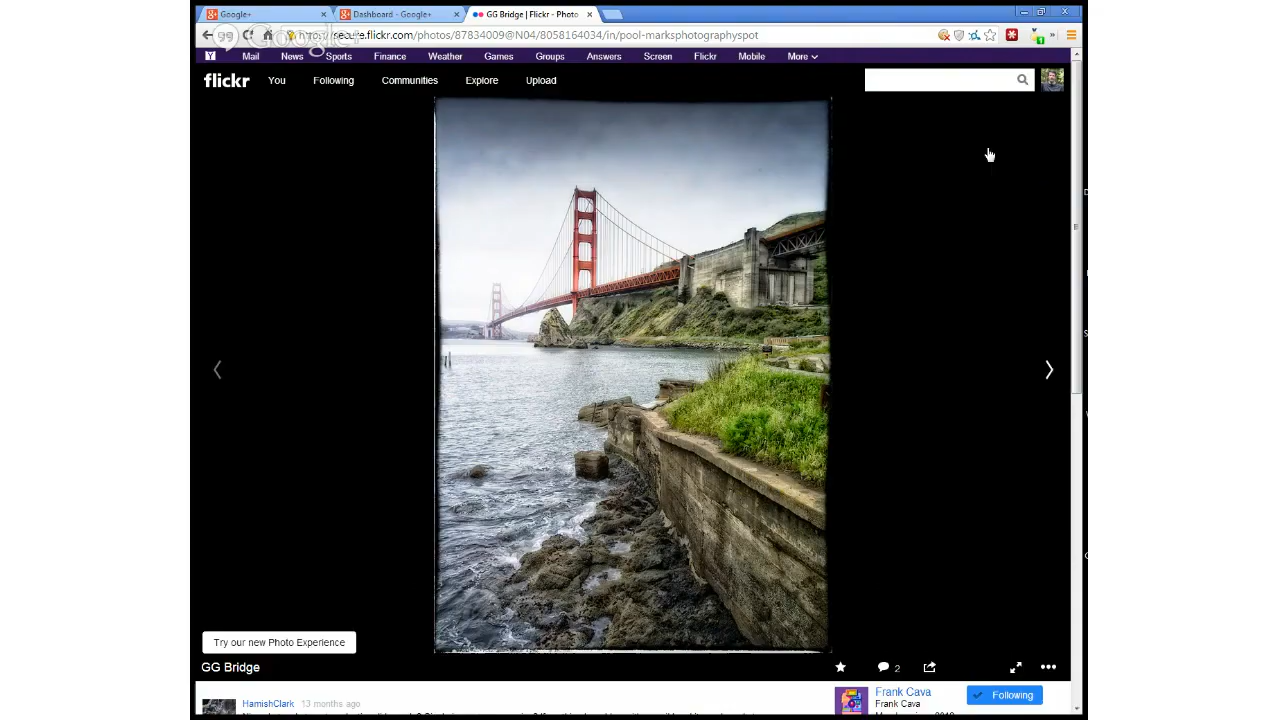 Google+
Dashboard - Google+
GG Bridge | Flickr - Photo
Google+
https://secure.flickr.com/photos/87834009@N04/8058164034/in/pool-marksphotographyspot
Mail News Sports Finance Weather Games Groups Answers Screen Flickr Mobile More
flickr You Following Communities Explore Upload
Try our new Photo Experience
GG Bridge
2
HamishClark 13 months ago
Frank Cava
Frank Cava
Following